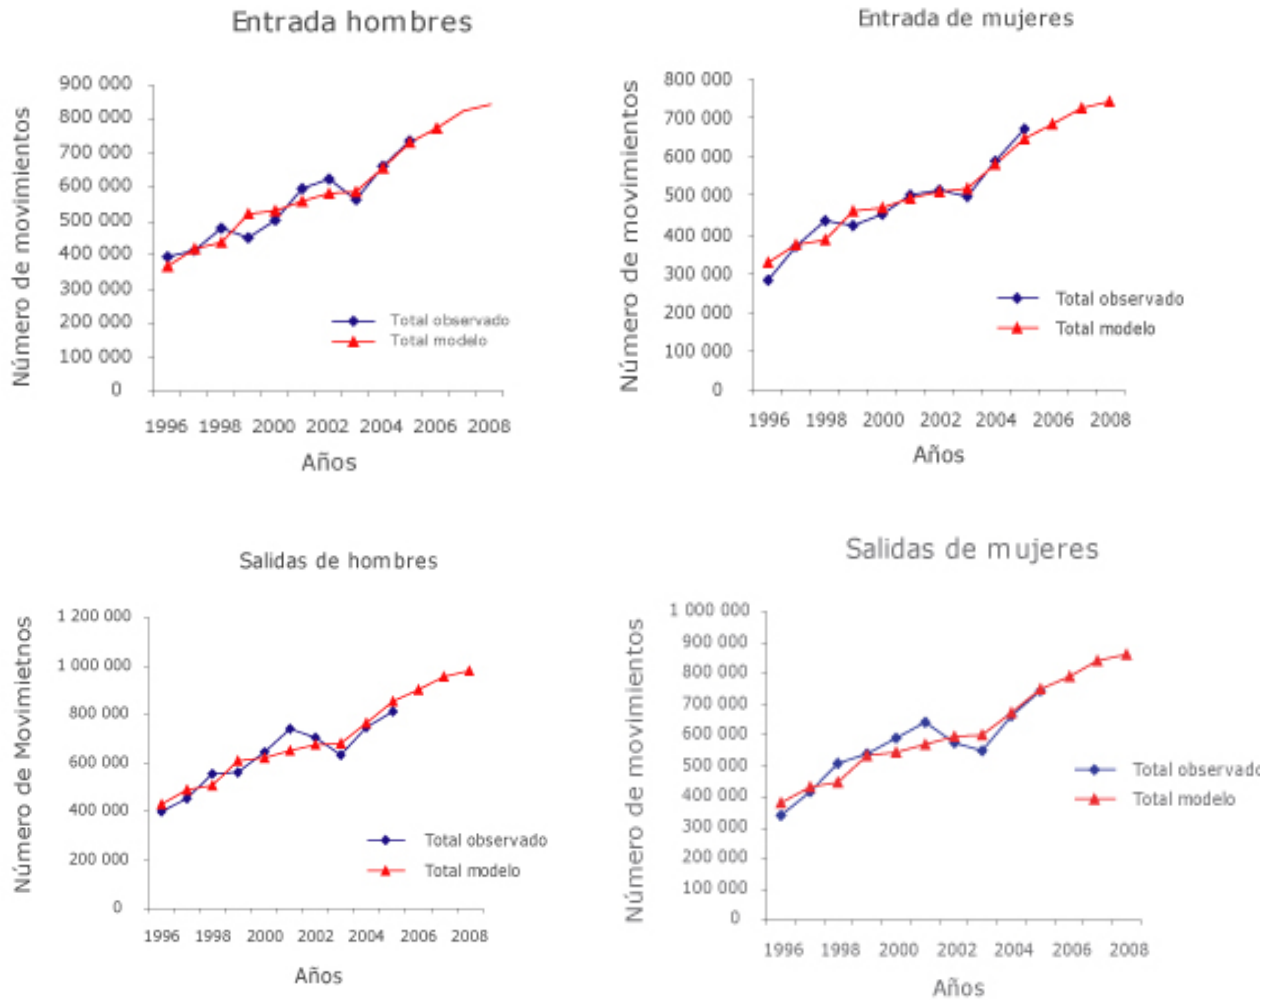 Entrada hombres
Número de movimientos
900 000
800 000
700 000
600 000
500 000
400 000
300 000
200 000
100 000
0
Total observado
Total modelo
1996 1998 2000 2002 2004 2006 2008
Años
Entrada de mujeres
Número de movimientos
800 000
700 000
600 000
500 000
400 000
300 000
200 000
100 000
0
Total observado
Total modelo
1996 1998 2000 2002 2004 2006 2008
Años
Salidas de hombres
Número de Movimietnos
1 200 000
1 000 000
800 000
600 000
400 000
200 000
0
Total observado
Total modelo
1996 1998 2000 2002 2004 2006 2008
Años
Salidas de mujeres
Número de movimientos
1 000 000
900 000
800 000
700 000
600 000
500 000
400 000
300 000
200 000
100 000
0
Total observado
Total modelo
1996 1998 2000 2002 2004 2006 2008
Años